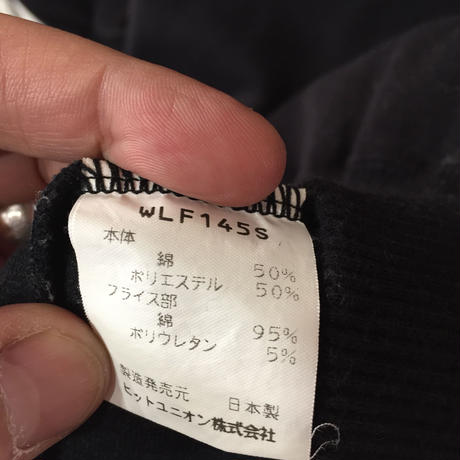 WLF145S
本体
綿 50%
ポリエステル 50%
フライス部
綿 95%
ポリウレタン 5%
製造発売元 日本製
ヒットユニオン株式会社